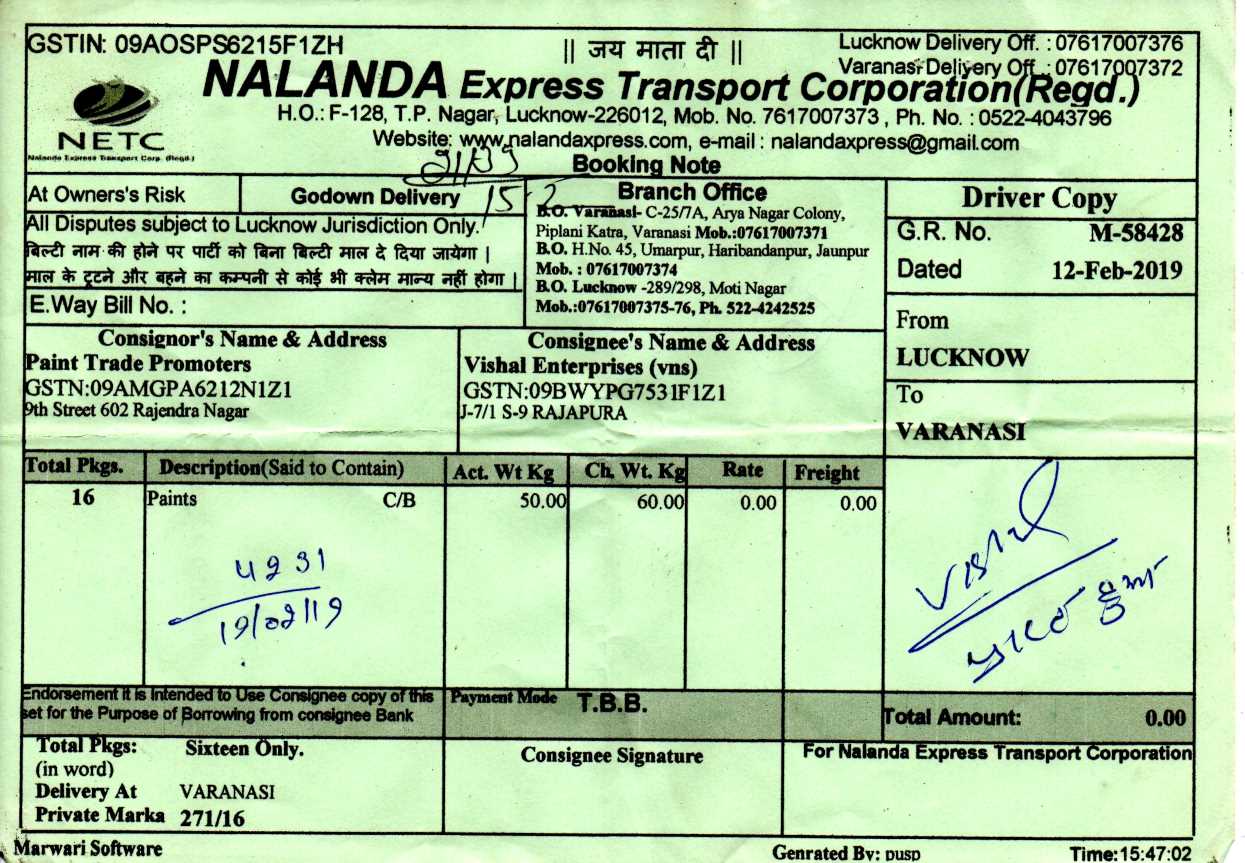 GSTIN: 09AOSPS6215F1ZH
|| जय माता दी ||
Lucknow Delivery Off. : 07617007376
Varanasi Delivery Off. : 07617007372
NALANDA Express Transport Corporation(Regd.)
NETC
Nalanda Express Transport Corp. (Regd.)
H.O.: F-128, T.P. Nagar, Lucknow-226012, Mob. No. 7617007373 , Ph. No. : 0522-4043796
Website: www.nalandaxpress.com, e-mail : nalandaxpress@gmail.com
Booking Note
At Owners's Risk
Godown Delivery
15-2
All Disputes subject to Lucknow Jurisdiction Only.
बिल्टी नाम की होने पर पार्टी को बिना बिल्टी माल दे दिया जायेगा |
माल के टूटने और बहने का कम्पनी से कोई भी क्लेम मान्य नहीं होगा |
E.Way Bill No. :
Branch Office
B.O. Varanasi- C-25/7A, Arya Nagar Colony,
Piplani Katra, Varanasi Mob.:07617007371
B.O. H.No. 45, Umarpur, Haribandanpur, Jaunpur
Mob. : 07617007374
B.O. Lucknow -289/298, Moti Nagar
Mob.:07617007375-76, Ph. 522-4242525
Driver Copy
G.R. No. M-58428
Dated 12-Feb-2019
From
LUCKNOW
To
VARANASI
Consignor's Name & Address
Paint Trade Promoters
GSTN:09AMGPA6212N1Z1
9th Street 602 Rajendra Nagar
Consignee's Name & Address
Vishal Enterprises (vns)
GSTN:09BWYPG7531F1Z1
J-7/1 S-9 RAJAPURA
Total Pkgs. Description(Said to Contain) Act. Wt Kg Ch. Wt. Kg Rate Freight
16 Paints C/B 50.00 60.00 0.00 0.00
4231
19/02/19
Endorsement it is Intended to Use Consignee copy of this
set for the Purpose of Borrowing from consignee Bank
Payment Mode T.B.B.
Total Amount: 0.00
Total Pkgs: Sixteen Only.
(in word)
Delivery At VARANASI
Private Marka 271/16
Consignee Signature
For Nalanda Express Transport Corporation
Marwari Software
Genrated By: pusp
Time:15:47:02